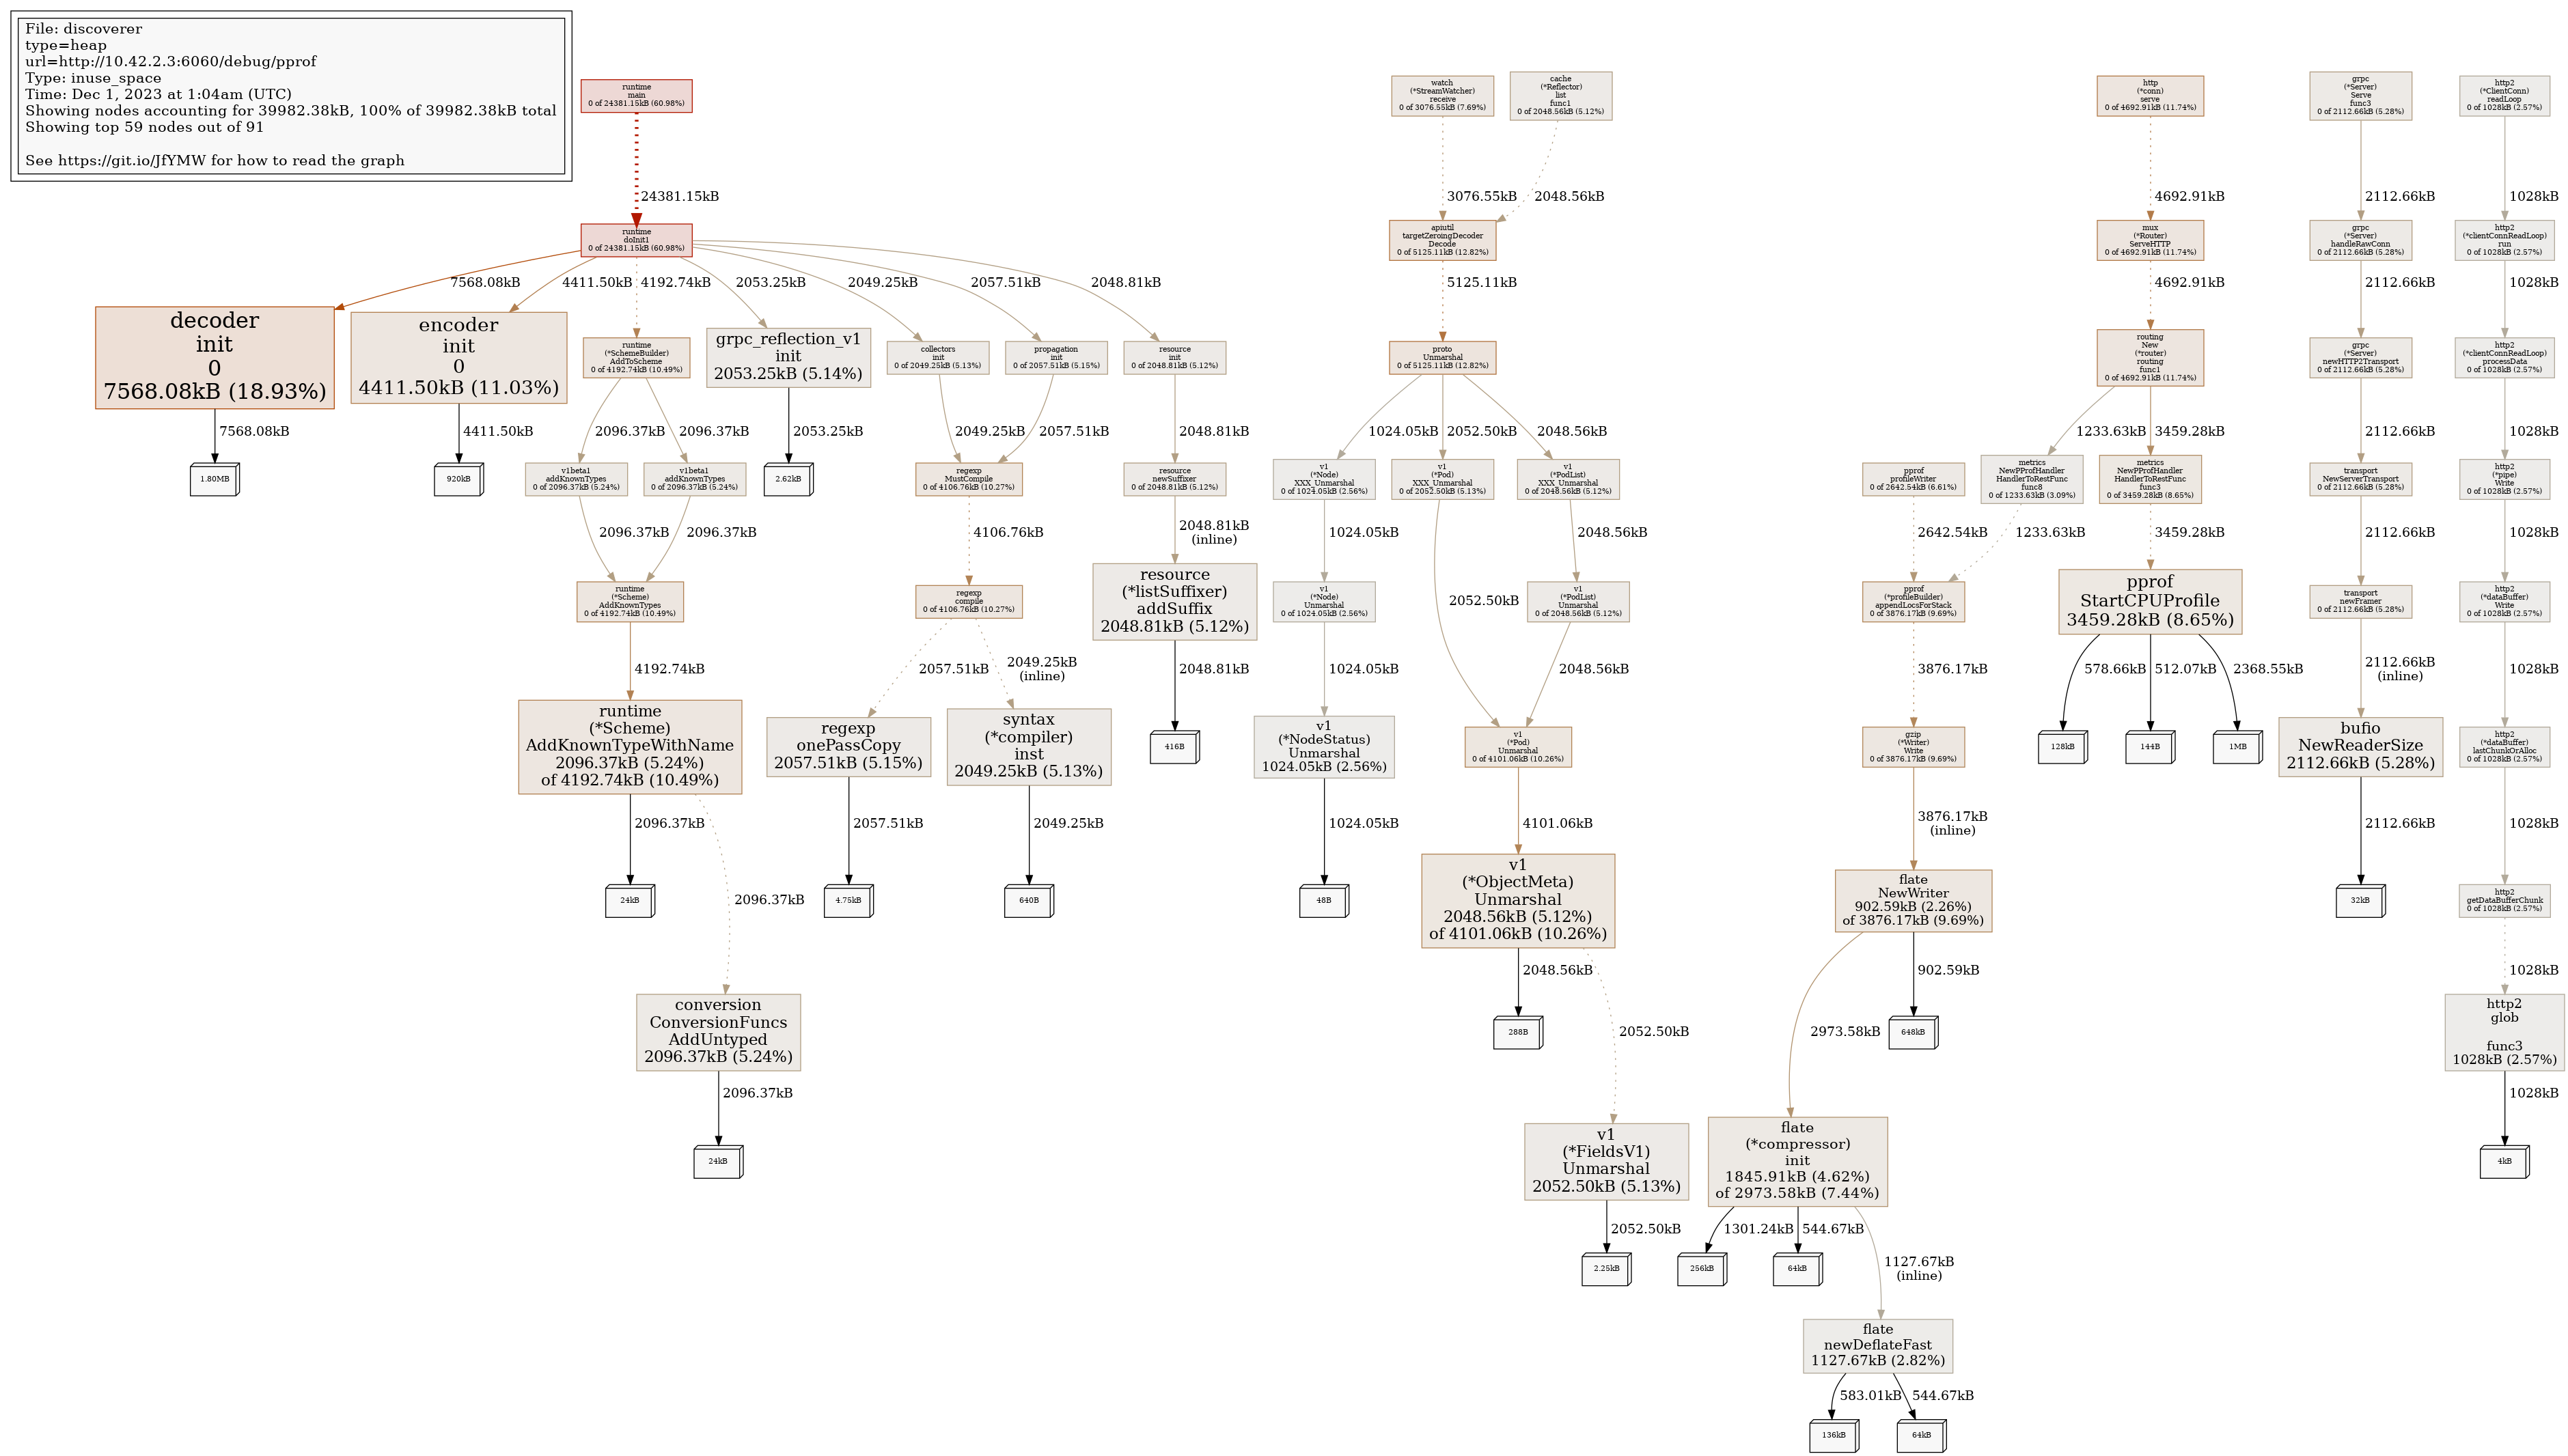 File: discoverer
type=heap
url=http://10.42.2.3:6060/debug/pprof
Type: inuse_space
Time: Dec 1, 2023 at 1:04am (UTC)
Showing nodes accounting for 39982.38kB, 100% of 39982.38kB total
Showing top 59 nodes out of 91
See https://git.io/JfYMW for how to read the graph
runtime
main
0 of 24381.15kB (60.98%)
24381.15kB
runtime
doInit1
0 of 24381.15kB (60.98%)
7568.08kB
4411.50kB
4192.74kB
2053.25kB
2049.25kB
2057.51kB
2048.81kB
decoder
init
0
7568.08kB (18.93%)
7568.08kB
1.80MB
encoder
init
0
4411.50kB (11.03%)
4411.50kB
920kB
runtime
(*SchemeBuilder)
AddToScheme
0 of 4192.74kB (10.49%)
2096.37kB
2096.37kB
v1beta1
addKnownTypes
0 of 2096.37kB (5.24%)
v1beta1
addKnownTypes
0 of 2096.37kB (5.24%)
2096.37kB
2096.37kB
runtime
(*Scheme)
AddKnownTypes
0 of 4192.74kB (10.49%)
4192.74kB
runtime
(*Scheme)
AddKnownTypeWithName
2096.37kB (5.24%)
of 4192.74kB (10.49%)
2096.37kB
24kB
2096.37kB
conversion
ConversionFuncs
AddUntyped
2096.37kB (5.24%)
2096.37kB
24kB
grpc_reflection_v1
init
2053.25kB (5.14%)
2053.25kB
2.62kB
collectors
init
0 of 2049.25kB (5.13%)
propagation
init
0 of 2057.51kB (5.15%)
2049.25kB
2057.51kB
regexp
MustCompile
0 of 4106.76kB (10.27%)
4106.76kB
regexp
compile
0 of 4106.76kB (10.27%)
2057.51kB
2049.25kB
(inline)
regexp
onePassCopy
2057.51kB (5.15%)
2057.51kB
4.75kB
syntax
(*compiler)
inst
2049.25kB (5.13%)
2049.25kB
640B
resource
init
0 of 2048.81kB (5.12%)
2048.81kB
resource
newSuffixer
0 of 2048.81kB (5.12%)
2048.81kB
(inline)
resource
(*listSuffixer)
addSuffix
2048.81kB (5.12%)
2048.81kB
416B
watch
(*StreamWatcher)
receive
0 of 3076.55kB (7.69%)
cache
(*Reflector)
list
func1
0 of 2048.56kB (5.12%)
3076.55kB
2048.56kB
apiutil
targetZeroingDecoder
Decode
0 of 5125.11kB (12.82%)
5125.11kB
proto
Unmarshal
0 of 5125.11kB (12.82%)
1024.05kB
2052.50kB
2048.56kB
v1
(*Node)
XXX_Unmarshal
0 of 1024.05kB (2.56%)
v1
(*Pod)
XXX_Unmarshal
0 of 2052.50kB (5.13%)
v1
(*PodList)
XXX_Unmarshal
0 of 2048.56kB (5.12%)
1024.05kB
2048.56kB
v1
(*Node)
Unmarshal
0 of 1024.05kB (2.56%)
2052.50kB
v1
(*PodList)
Unmarshal
0 of 2048.56kB (5.12%)
1024.05kB
2048.56kB
v1
(*NodeStatus)
Unmarshal
1024.05kB (2.56%)
1024.05kB
48B
v1
(*Pod)
Unmarshal
0 of 4101.06kB (10.26%)
4101.06kB
v1
(*ObjectMeta)
Unmarshal
2048.56kB (5.12%)
of 4101.06kB (10.26%)
2048.56kB
288B
2052.50kB
v1
(*FieldsV1)
Unmarshal
2052.50kB (5.13%)
2052.50kB
2.25kB
http
(*conn)
serve
0 of 4692.91kB (11.74%)
4692.91kB
mux
(*Router)
ServeHTTP
0 of 4692.91kB (11.74%)
4692.91kB
routing
New
(*router)
routing
func1
0 of 4692.91kB (11.74%)
1233.63kB
3459.28kB
pprof
profileWriter
0 of 2642.54kB (6.61%)
metrics
NewPProfHandler
HandlerToRestFunc
func8
0 of 1233.63kB (3.09%)
metrics
NewPProfHandler
HandlerToRestFunc
func3
0 of 3459.28kB (8.65%)
2642.54kB
1233.63kB
3459.28kB
pprof
(*profileBuilder)
appendLocsForStack
0 of 3876.17kB (9.69%)
3876.17kB
pprof
StartCPUProfile
3459.28kB (8.65%)
578.66kB
512.07kB
2368.55kB
128kB
144B
1MB
gzip
(*Writer)
Write
0 of 3876.17kB (9.69%)
3876.17kB
(inline)
flate
NewWriter
902.59kB (2.26%)
of 3876.17kB (9.69%)
2973.58kB
902.59kB
648kB
flate
(*compressor)
init
1845.91kB (4.62%)
of 2973.58kB (7.44%)
1301.24kB
544.67kB
1127.67kB
(inline)
256kB
64kB
flate
newDeflateFast
1127.67kB (2.82%)
583.01kB
544.67kB
136kB
64kB
grpc
(*Server)
Serve
func3
0 of 2112.66kB (5.28%)
2112.66kB
grpc
(*Server)
handleRawConn
0 of 2112.66kB (5.28%)
2112.66kB
grpc
(*Server)
newHTTP2Transport
0 of 2112.66kB (5.28%)
2112.66kB
transport
NewServerTransport
0 of 2112.66kB (5.28%)
2112.66kB
transport
newFramer
0 of 2112.66kB (5.28%)
2112.66kB
(inline)
bufio
NewReaderSize
2112.66kB (5.28%)
2112.66kB
32kB
http2
(*ClientConn)
readLoop
0 of 1028kB (2.57%)
1028kB
http2
(*clientConnReadLoop)
run
0 of 1028kB (2.57%)
1028kB
http2
(*clientConnReadLoop)
processData
0 of 1028kB (2.57%)
1028kB
http2
(*pipe)
Write
0 of 1028kB (2.57%)
1028kB
http2
(*dataBuffer)
Write
0 of 1028kB (2.57%)
1028kB
http2
(*dataBuffer)
lastChunkOrAlloc
0 of 1028kB (2.57%)
1028kB
http2
getDataBufferChunk
0 of 1028kB (2.57%)
1028kB
http2
glob
func3
1028kB (2.57%)
1028kB
4kB